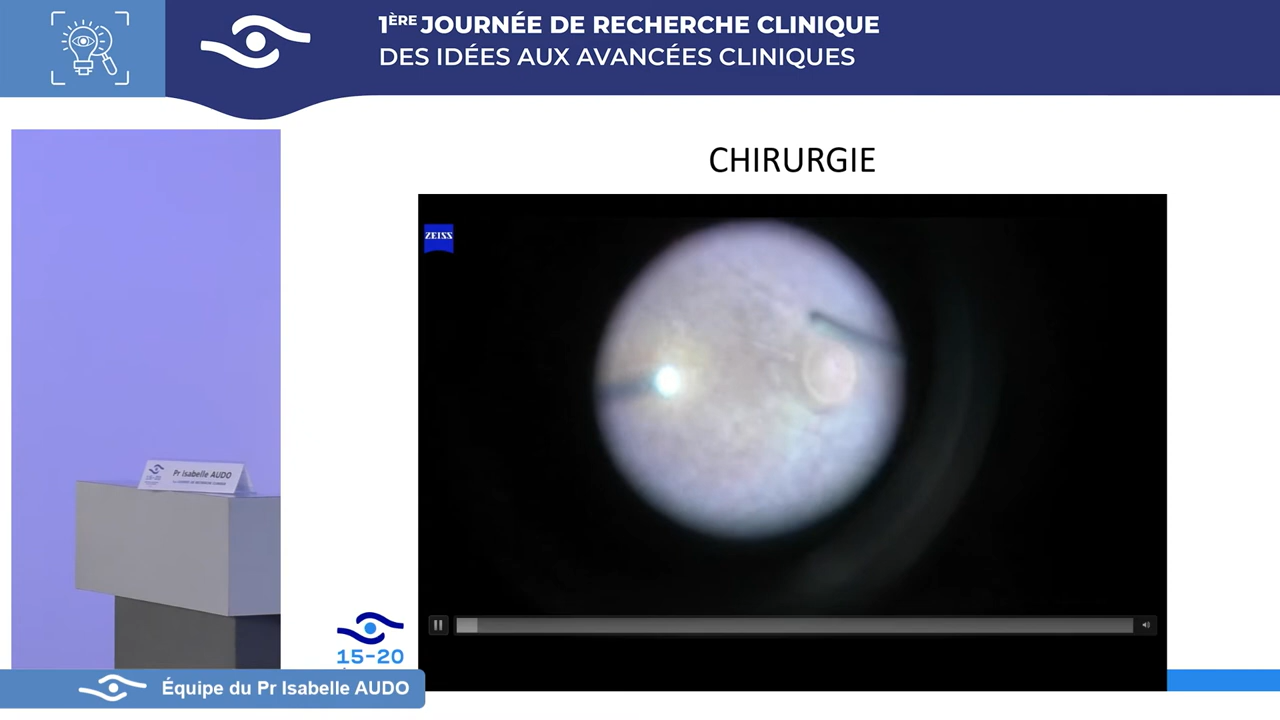 1ÈRE JOURNÉE DE RECHERCHE CLINIQUE
DES IDÉES AUX AVANCÉES CLINIQUES
CHIRURGIE
ZEISS
Pr Isabelle AUDO
15-20
Équipe du Pr Isabelle AUDO